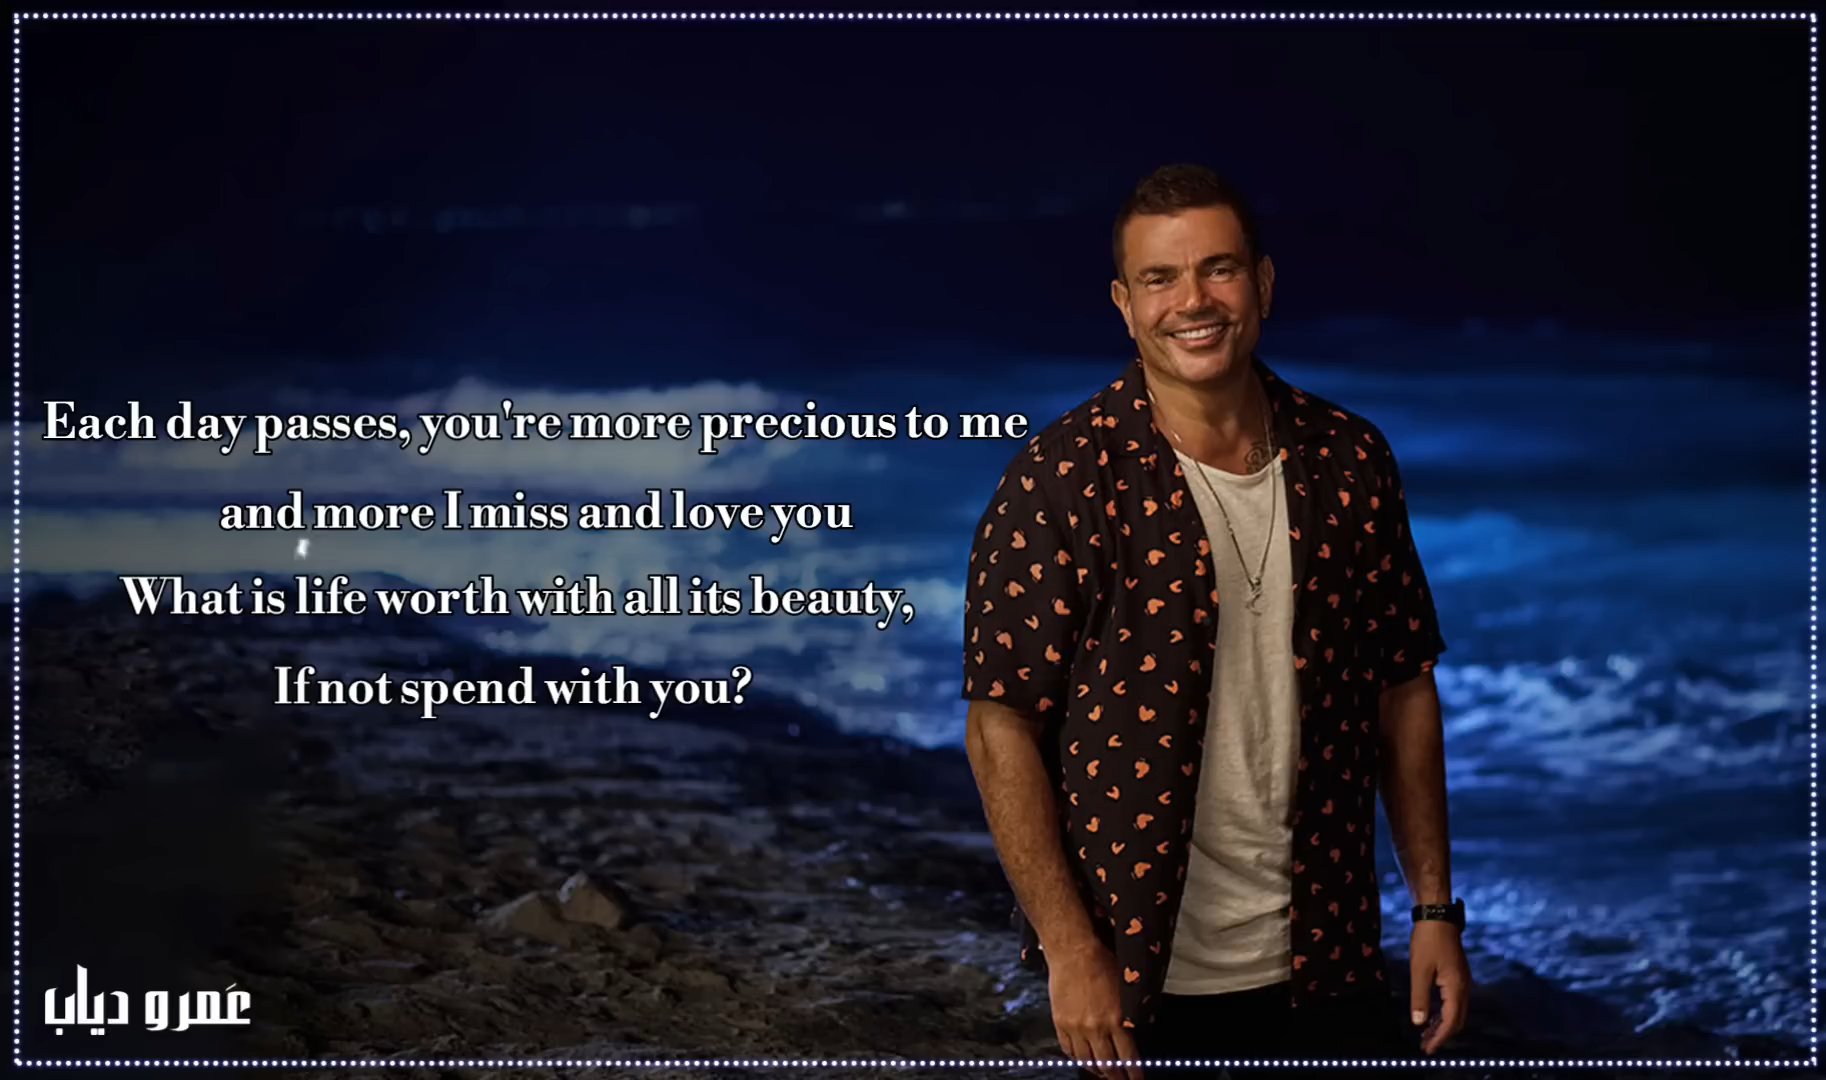 Each day passes, you're more precious to me
and more I miss and love you
What is life worth with all its beauty,
If not spend with you?
عَمرو دياب